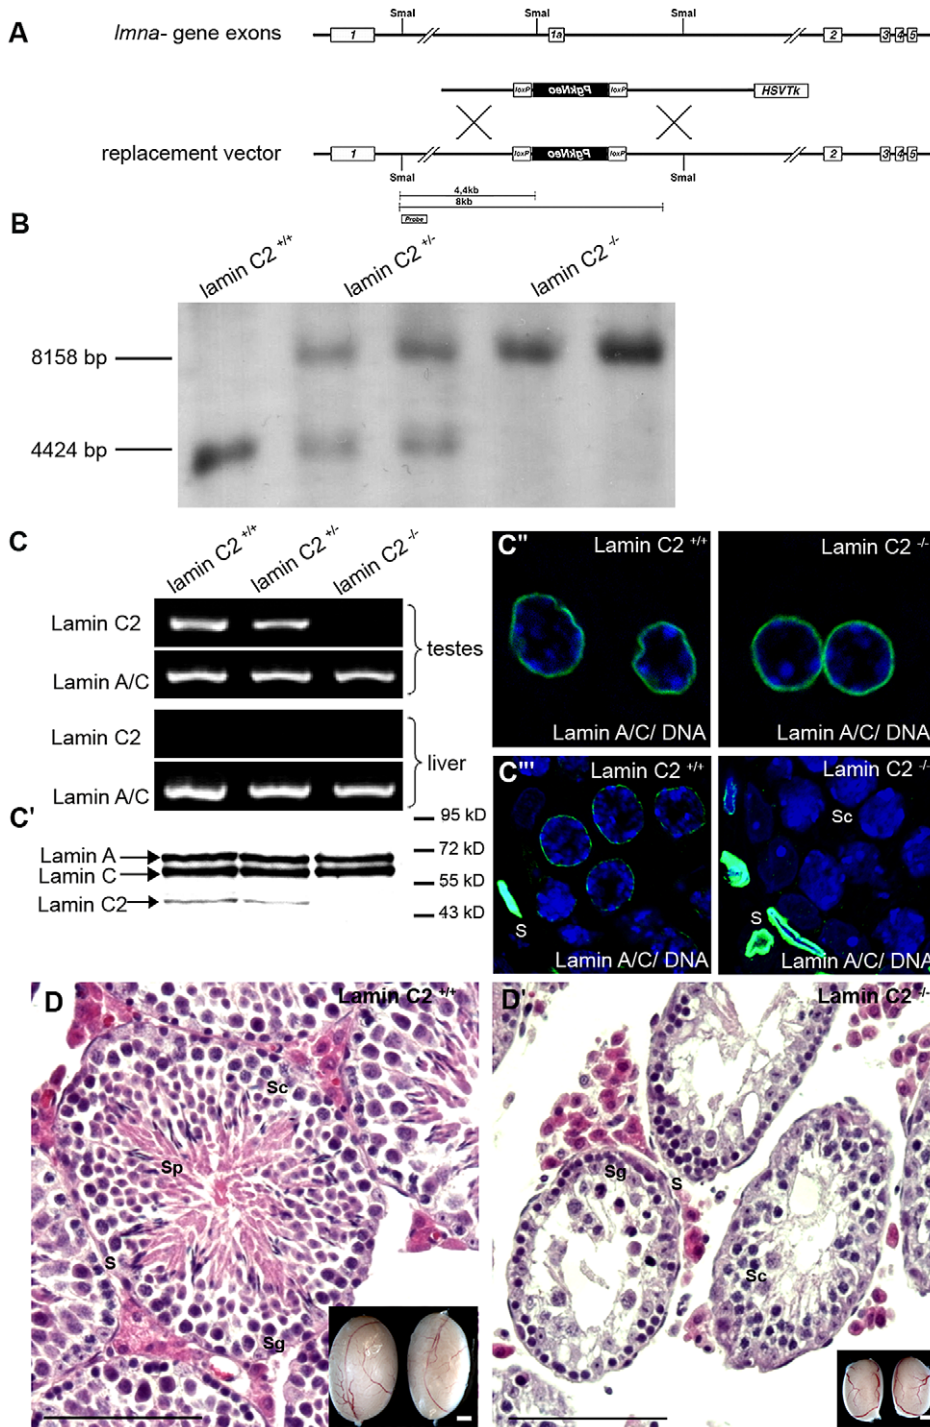 A
lmna- gene exons
SmaI SmaI SmaI
1 1a 2 3 4 5
loxP PgkNeo loxP HSVTk
replacement vector
1 loxP PgkNeo loxP 2 3 4 5
SmaI SmaI
4,4kb
8kb
Probe
B
lamin C2 +/+ lamin C2 +/- lamin C2 -/-
8158 bp
4424 bp
C
lamin C2 +/+ lamin C2 +/- lamin C2 -/-
Lamin C2
Lamin A/C
testes
Lamin C2
Lamin A/C
liver
C'
Lamin A
Lamin C
Lamin C2
95 kD
72 kD
55 kD
43 kD
C''
Lamin C2 +/+
Lamin A/C/ DNA
Lamin C2 -/-
Lamin A/C/ DNA
C'''
Lamin C2 +/+
S
Lamin A/C/ DNA
Lamin C2 -/-
Sc
S
Lamin A/C/ DNA
D
Lamin C2 +/+
Sc
Sp
S
Sg
D'
Lamin C2 -/-
Sg
S
Sc